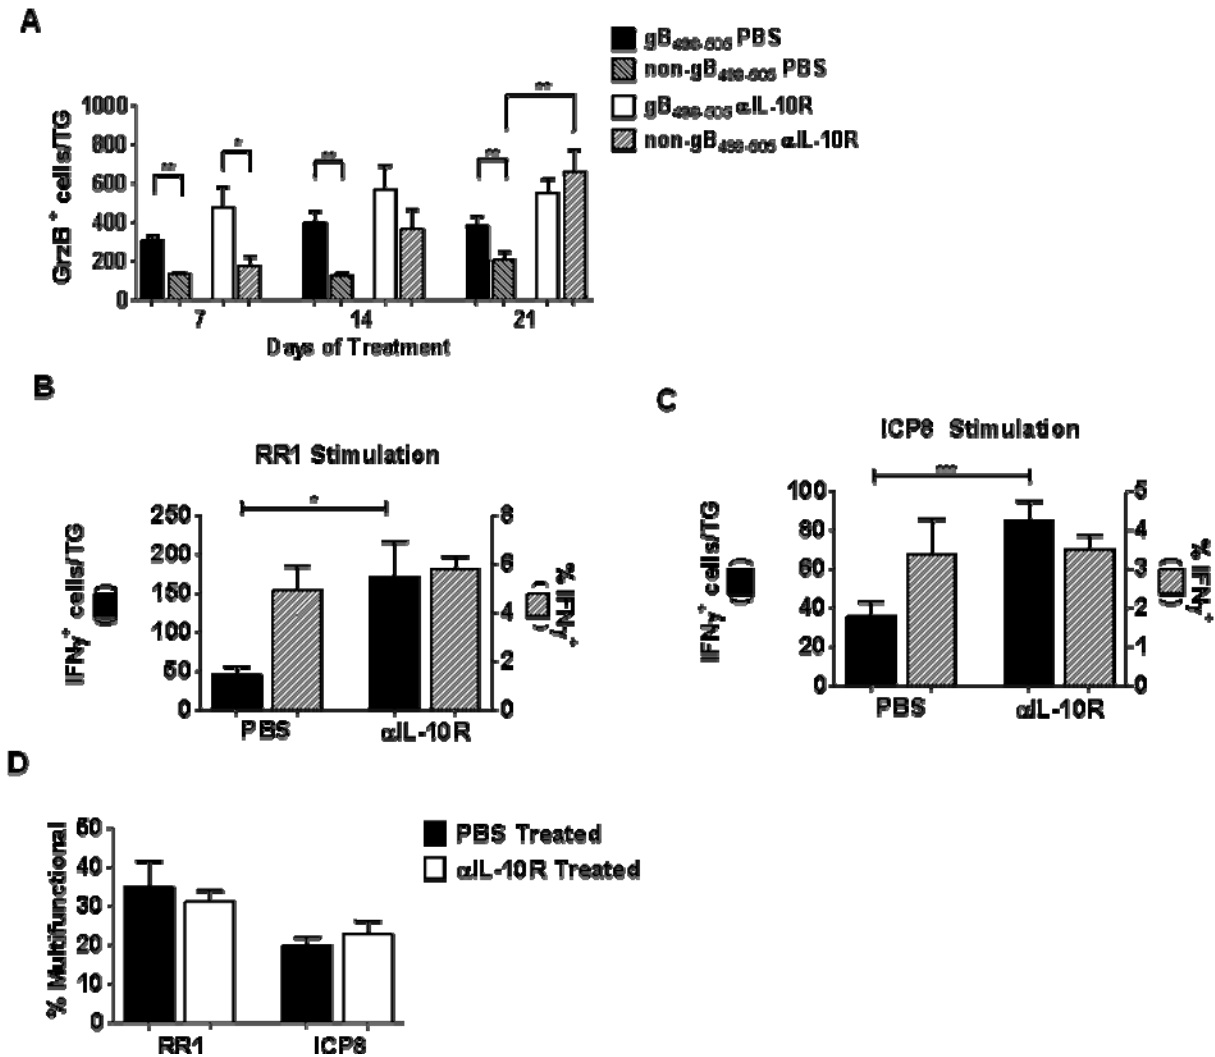 A
gB498-505 PBS
non-gB498-505 PBS
gB498-505 αIL-10R
non-gB498-505 αIL-10R
GrzB + cells/TG
1000
800
600
400
200
0
** * ** ** **
7 14 21
Days of Treatment
B
RR1 Stimulation
*
IFNγ+ cells/TG ( )
250
200
150
100
50
0
8
6
4
2
0
% IFNγ+ ( )
PBS αIL-10R
C
ICP8 Stimulation
***
IFNγ+ cells/TG ( )
100
80
60
40
20
0
5
4
3
2
1
0
% IFNγ+ ( )
PBS αIL-10R
D
% Multifunctional
50
40
30
20
10
0
RR1 ICP8
PBS Treated
αIL-10R Treated